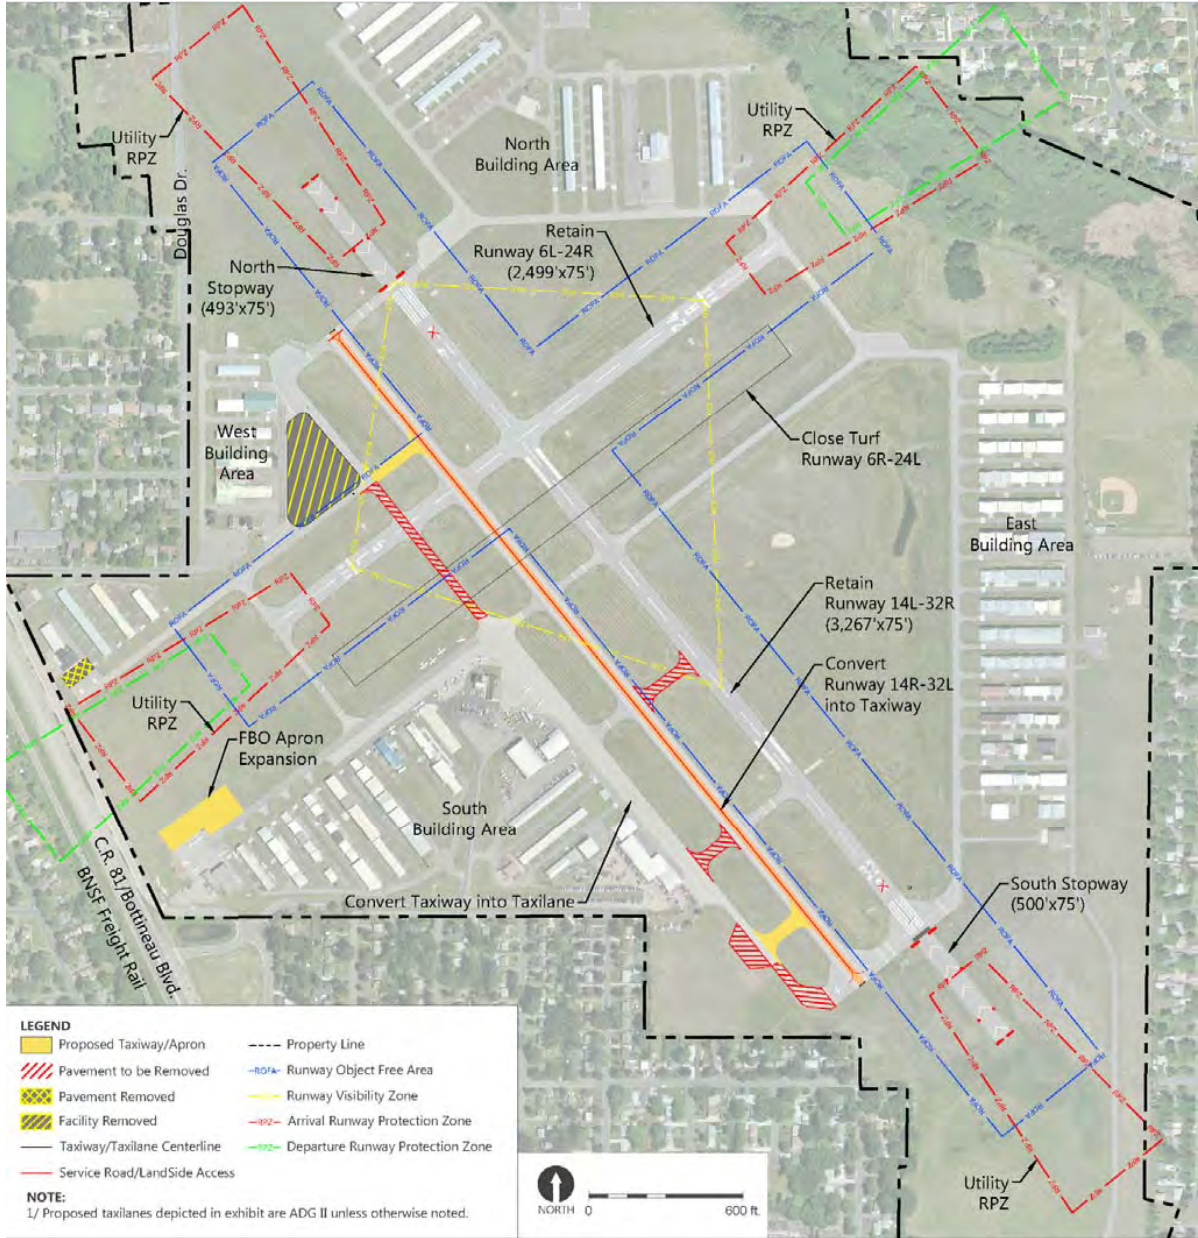 Utility
RPZ
Douglas Dr.
North
Building Area
Utility
RPZ
Retain
Runway 6L-24R
(2,499'x75')
North
Stopway
(493'x75')
West
Building
Area
Close Turf
Runway 6R-24L
East
Building Area
Retain
Runway 14L-32R
(3,267'x75')
Convert
Runway 14R-32L
into Taxiway
Utility
RPZ
FBO Apron
Expansion
South
Building Area
Convert Taxiway into Taxilane
South Stopway
(500'x75')
C.R. 81/Bottineau Blvd.
BNSF Freight Rail
Utility
RPZ
LEGEND
Proposed Taxiway/Apron
Pavement to be Removed
Pavement Removed
Facility Removed
Taxiway/Taxilane Centerline
Service Road/LandSide Access
Property Line
ROFA Runway Object Free Area
Runway Visibility Zone
RPZ Arrival Runway Protection Zone
RPZ Departure Runway Protection Zone
NOTE:
1/ Proposed taxilanes depicted in exhibit are ADG II unless otherwise noted.
NORTH
0 600 ft.